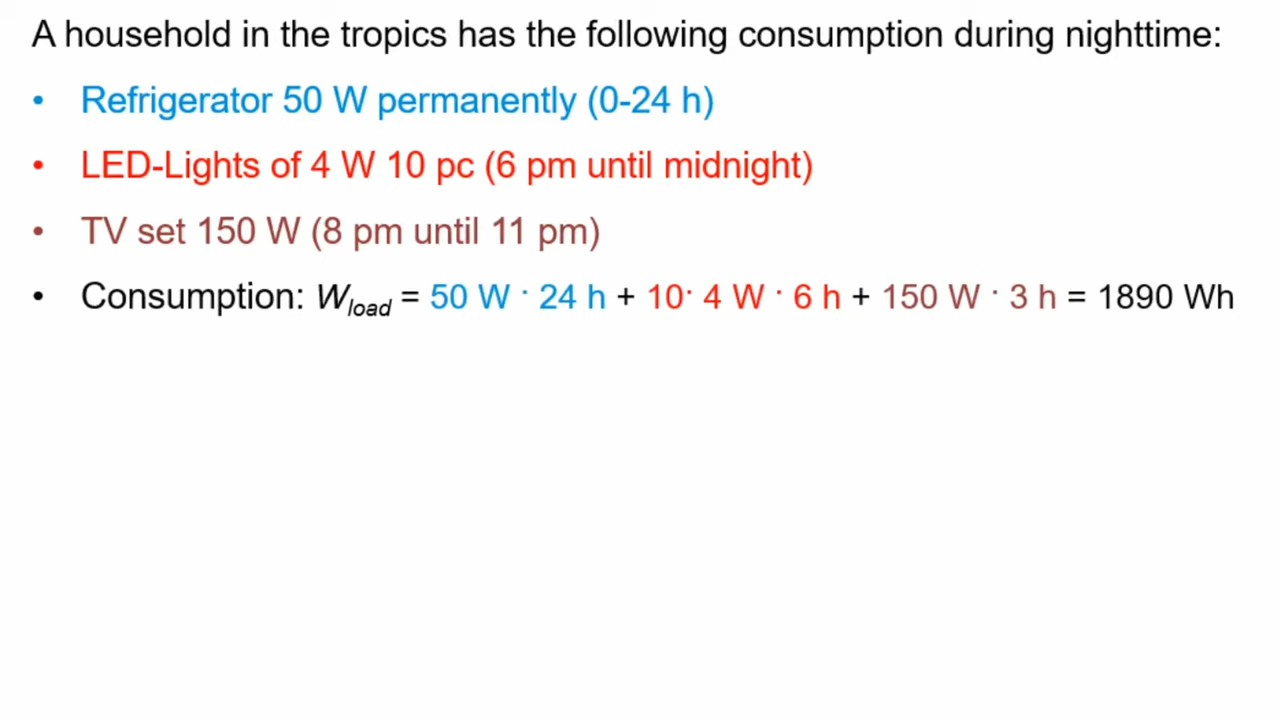 A household in the tropics has the following consumption during nighttime:
• Refrigerator 50 W permanently (0-24 h)
• LED-Lights of 4 W 10 pc (6 pm until midnight)
• TV set 150 W (8 pm until 11 pm)
• Consumption: Wload = 50 W · 24 h + 10· 4 W · 6 h + 150 W · 3 h = 1890 Wh